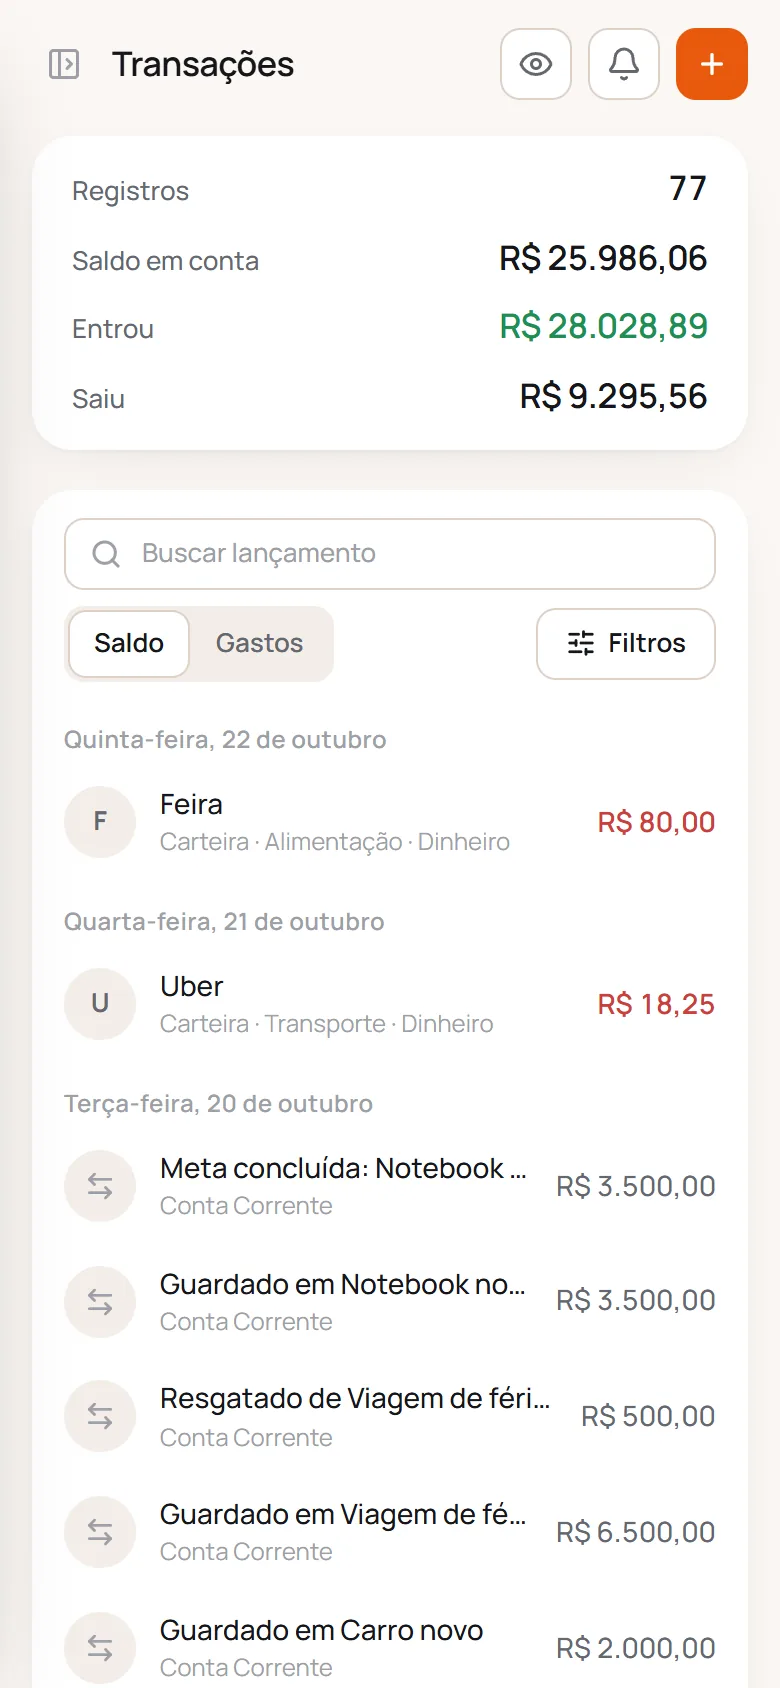 Transações
Registros 77
Saldo em conta R$ 25.986,06
Entrou R$ 28.028,89
Saiu R$ 9.295,56
Buscar lançamento
Saldo Gastos Filtros
Quinta-feira, 22 de outubro
F Feira R$ 80,00
Carteira · Alimentação · Dinheiro
Quarta-feira, 21 de outubro
U Uber R$ 18,25
Carteira · Transporte · Dinheiro
Terça-feira, 20 de outubro
Meta concluída: Notebook ... R$ 3.500,00
Conta Corrente
Guardado em Notebook no... R$ 3.500,00
Conta Corrente
Resgatado de Viagem de féri... R$ 500,00
Conta Corrente
Guardado em Viagem de fé... R$ 6.500,00
Conta Corrente
Guardado em Carro novo R$ 2.000,00
Conta Corrente